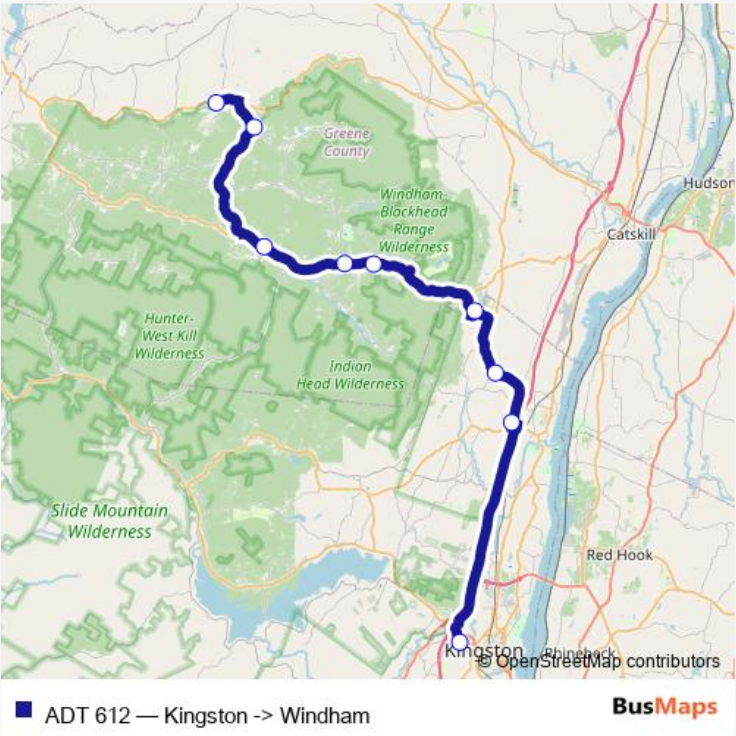 Greene
County
Hudson
Windham-
Blackhead
Range
Wilderness
Catskill
Hunter-
West Kill
Wilderness
Indian
Head Wilderness
Slide Mountain
Wilderness
Red Hook
Kingston
Rhinebeck
© OpenStreetMap contributors
ADT 612 — Kingston -> Windham
BusMaps